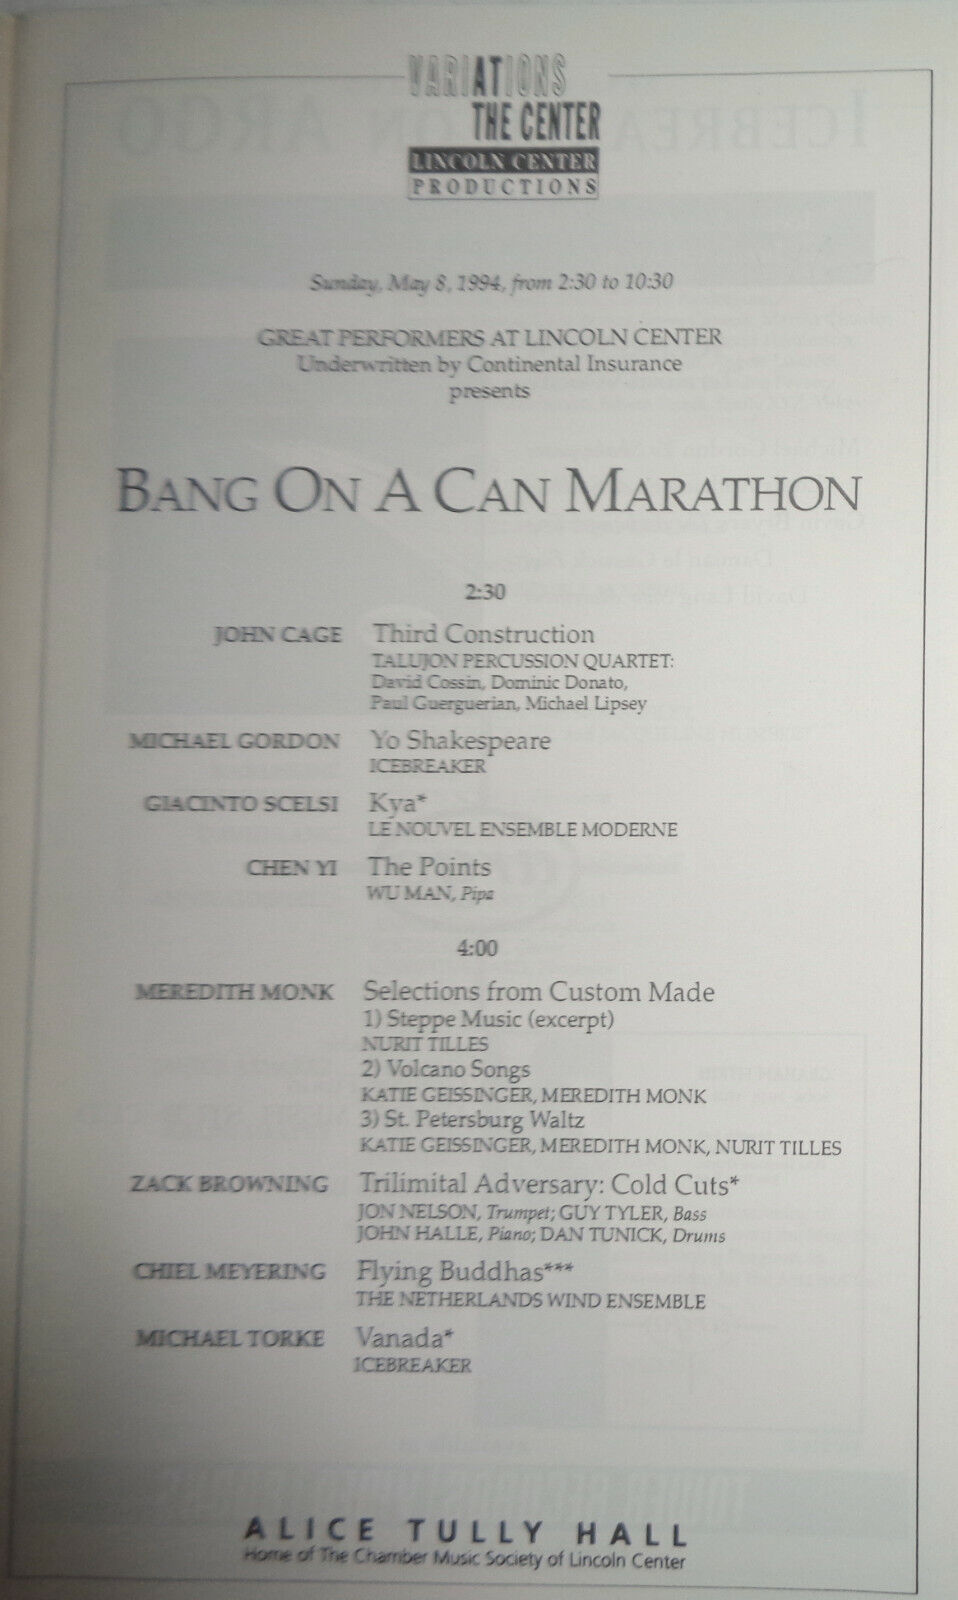 VARIATIONS
THE CENTER
LINCOLN CENTER
PRODUCTIONS
Sunday, May 8, 1994, from 2:30 to 10:30
GREAT PERFORMERS AT LINCOLN CENTER
Underwritten by Continental Insurance
presents
BANG ON A CAN MARATHON
2:30
JOHN CAGE Third Construction
TALUJON PERCUSSION QUARTET:
David Cossin, Dominic Donato,
Paul Guerguerian, Michael Lipsey
MICHAEL GORDON Yo Shakespeare
ICEBREAKER
GIACINTO SCELSI Kya*
LE NOUVEL ENSEMBLE MODERNE
CHEN YI The Points
WU MAN, Pipa
4:00
MEREDITH MONK Selections from Custom Made
1) Steppe Music (excerpt)
NURIT TILLES
2) Volcano Songs
KATIE GEISSINGER, MEREDITH MONK
3) St. Petersburg Waltz
KATIE GEISSINGER, MEREDITH MONK, NURIT TILLES
ZACK BROWNING Trilimital Adversary: Cold Cuts*
JON NELSON, Trumpet; GUY TYLER, Bass
JOHN HALLE, Piano; DAN TUNICK, Drums
CHIEL MEYERING Flying Buddhas***
THE NETHERLANDS WIND ENSEMBLE
MICHAEL TORKE Vanada*
ICEBREAKER
ALICE TULLY HALL
Home of The Chamber Music Society of Lincoln Center